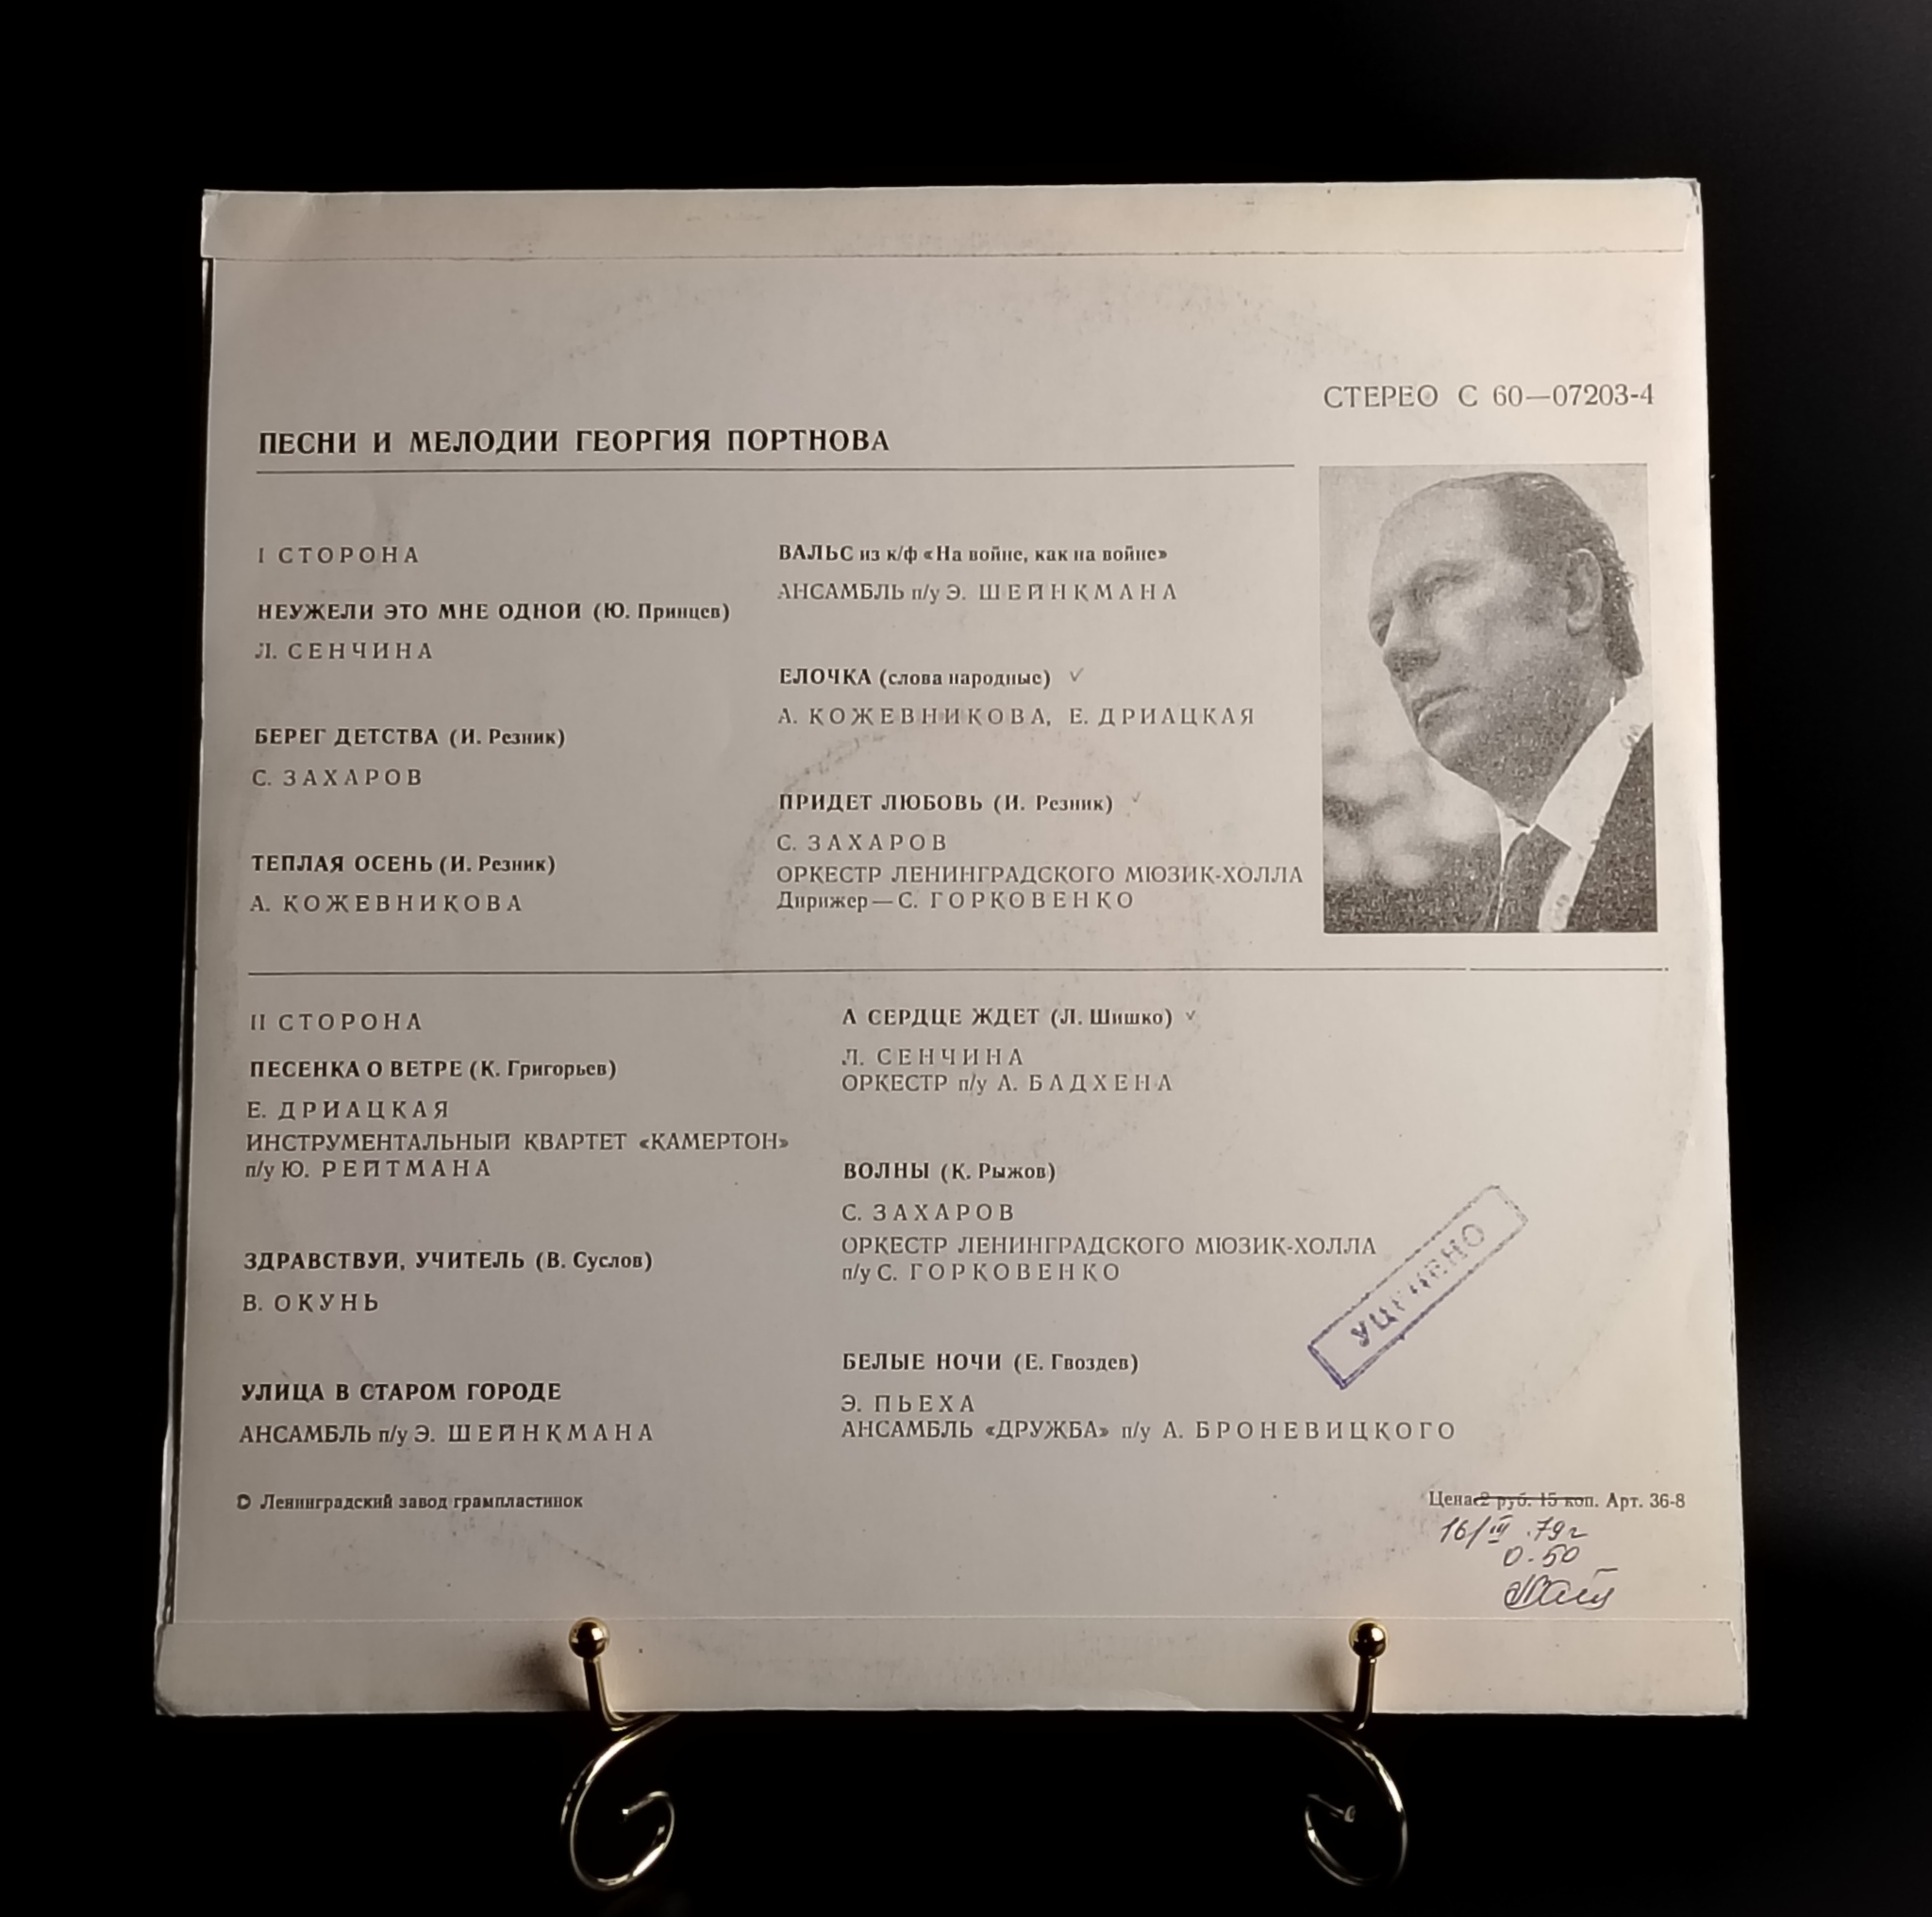 СТЕРЕО С 60—07203-4
ПЕСНИ И МЕЛОДИИ ГЕОРГИЯ ПОРТНОВА
I СТОРОНА
НЕУЖЕЛИ ЭТО МНЕ ОДНОЙ (Ю. Принцев)
Л. СЕНЧИНА
БЕРЕГ ДЕТСТВА (И. Резник)
С. ЗАХАРОВ
ТЕПЛАЯ ОСЕНЬ (И. Резник)
А. КОЖЕВНИКОВА
ВАЛЬС из к/ф «На войне, как на войне»
АНСАМБЛЬ п/у Э. ШЕЙНКМАНА
ЕЛОЧКА (слова народные)
А. КОЖЕВНИКОВА, Е. ДРИАЦКАЯ
ПРИДЕТ ЛЮБОВЬ (И. Резник)
С. ЗАХАРОВ
ОРКЕСТР ЛЕНИНГРАДСКОГО МЮЗИК-ХОЛЛА
Дирижер — С. ГОРКОВЕНКО
II СТОРОНА
ПЕСЕНКА О ВЕТРЕ (К. Григорьев)
Е. ДРИАЦКАЯ
ИНСТРУМЕНТАЛЬНЫЙ КВАРТЕТ «КАМЕРТОН»
п/у Ю. РЕЙТМАНА
ЗДРАВСТВУЙ, УЧИТЕЛЬ (В. Суслов)
В. ОКУНЬ
УЛИЦА В СТАРОМ ГОРОДЕ
АНСАМБЛЬ п/у Э. ШЕЙНКМАНА
А СЕРДЦЕ ЖДЕТ (Л. Шишко)
Л. СЕНЧИНА
ОРКЕСТР п/у А. БАДХЕНА
ВОЛНЫ (К. Рыжов)
С. ЗАХАРОВ
ОРКЕСТР ЛЕНИНГРАДСКОГО МЮЗИК-ХОЛЛА
п/у С. ГОРКОВЕНКО
БЕЛЫЕ НОЧИ (Е. Гвоздев)
Э. ПЬЕХА
АНСАМБЛЬ «ДРУЖБА» п/у А. БРОНЕВИЦКОГО
УЦЕНЕНО
Ленинградский завод грампластинок
Цена 2 руб. 15 коп. Арт. 36-8
16/III .79г
0-50